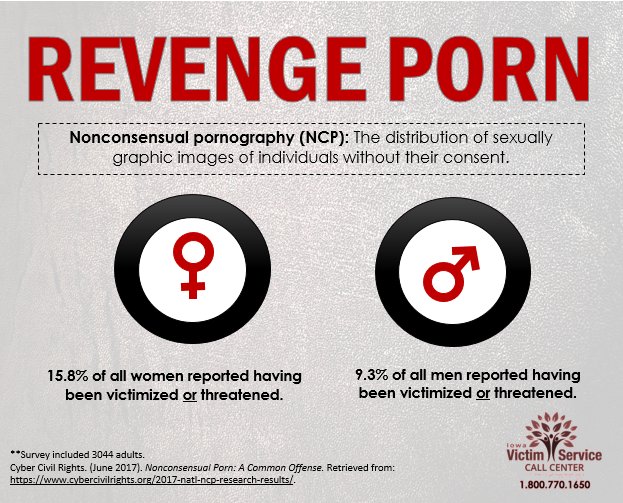 REVENGE PORN
Nonconsensual pornography (NCP): The distribution of sexually
graphic images of individuals without their consent.
15.8% of all women reported having
been victimized or threatened.
9.3% of all men reported having
been victimized or threatened.
**Survey included 3044 adults.
Cyber Civil Rights. (June 2017). Nonconsensual Porn: A Common Offense. Retrieved from:
https://www.cybercivilrights.org/2017-natl-ncp-research-results/.
Iowa
Victim Service
CALL CENTER
1.800.770.1650